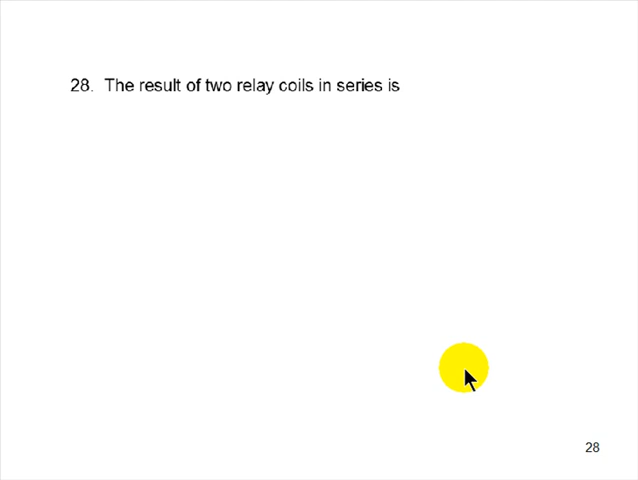 28. The result of two relay coils in series is
28